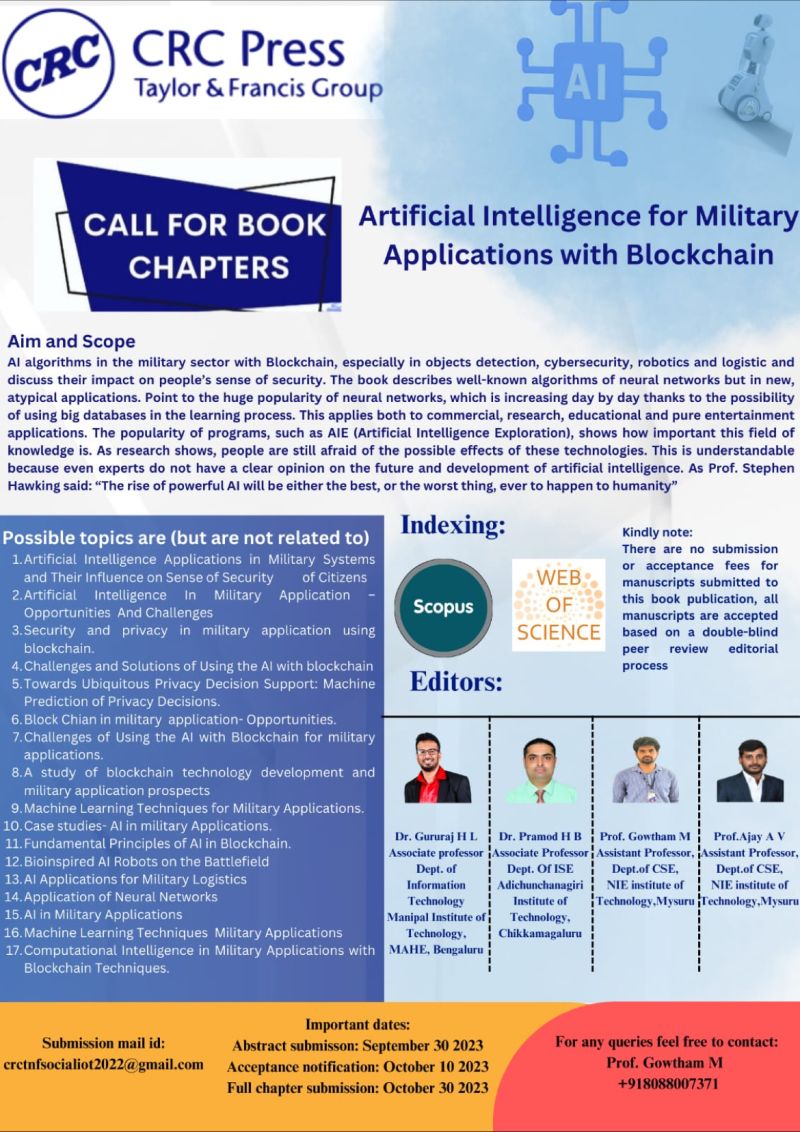 CRC
CRC Press
Taylor & Francis Group
AI
CALL FOR BOOK
CHAPTERS
Artificial Intelligence for Military
Applications with Blockchain
Aim and Scope
AI algorithms in the military sector with Blockchain, especially in objects detection, cybersecurity, robotics and logistic and
discuss their impact on people's sense of security. The book describes well-known algorithms of neural networks but in new,
atypical applications. Point to the huge popularity of neural networks, which is increasing day by day thanks to the possibility
of using big databases in the learning process. This applies both to commercial, research, educational and pure entertainment
applications. The popularity of programs, such as AIE (Artificial Intelligence Exploration), shows how important this field of
knowledge is. As research shows, people are still afraid of the possible effects of these technologies. This is understandable
because even experts do not have a clear opinion on the future and development of artificial intelligence. As Prof. Stephen
Hawking said: “The rise of powerful AI will be either the best, or the worst thing, ever to happen to humanity”
Possible topics are (but are not related to)
1. Artificial Intelligence Applications in Military Systems
and Their Influence on Sense of Security of Citizens
2. Artificial Intelligence In Military Application –
Opportunities And Challenges
3. Security and privacy in military application using
blockchain.
4. Challenges and Solutions of Using the AI with blockchain
5. Towards Ubiquitous Privacy Decision Support: Machine
Prediction of Privacy Decisions.
6. Block Chian in military application- Opportunities.
7. Challenges of Using the AI with Blockchain for military
applications.
8. A study of blockchain technology development and
military application prospects
9. Machine Learning Techniques for Military Applications.
10. Case studies- AI in military Applications.
11. Fundamental Principles of AI in Blockchain.
12. Bioinspired AI Robots on the Battlefield
13. AI Applications for Military Logistics
14. Application of Neural Networks
15. AI in Military Applications
16. Machine Learning Techniques Military Applications
17. Computational Intelligence in Military Applications with
Blockchain Techniques.
Indexing:
Scopus
WEB
OF
SCIENCE
Kindly note:
There are no submission
or acceptance fees for
manuscripts submitted to
this book publication, all
manuscripts are accepted
based on a double-blind
peer review editorial
process
Editors:
Dr. Gururaj H L
Associate professor
Dept. of
Information
Technology
Manipal Institute of
Technology,
MAHE, Bengaluru
Dr. Pramod H B
Associate Professor
Dept. Of ISE
Adichunchanagiri
Institute of
Technology,
Chikkamagaluru
Prof. Gowtham M
Assistant Professor,
Dept.of CSE,
NIE institute of
Technology,Mysuru
Prof.Ajay A V
Assistant Professor,
Dept.of CSE,
NIE institute of
Technology,Mysuru
Submission mail id:
crctnfsocialiot2022@gmail.com
Important dates:
Abstract submisson: September 30 2023
Acceptance notification: October 10 2023
Full chapter submission: October 30 2023
For any queries feel free to contact:
Prof. Gowtham M
+918088007371